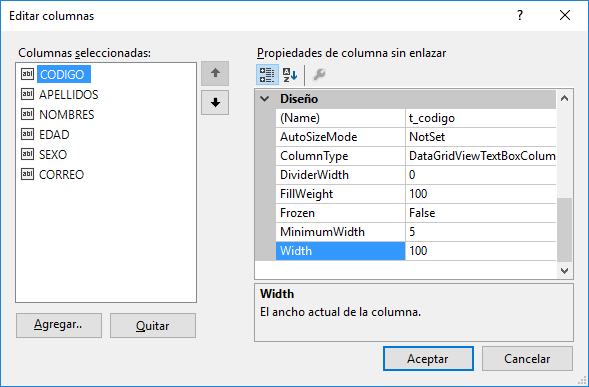 Editar columnas
Columnas seleccionadas:
CODIGO
APELLIDOS
NOMBRES
EDAD
SEXO
CORREO
Agregar..
Quitar
Propiedades de columna sin enlazar
Diseño
(Name) t_codigo
AutoSizeMode NotSet
ColumnType DataGridViewTextBoxColum
DividerWidth 0
FillWeight 100
Frozen False
MinimumWidth 5
Width 100
Width
El ancho actual de la columna.
Aceptar
Cancelar